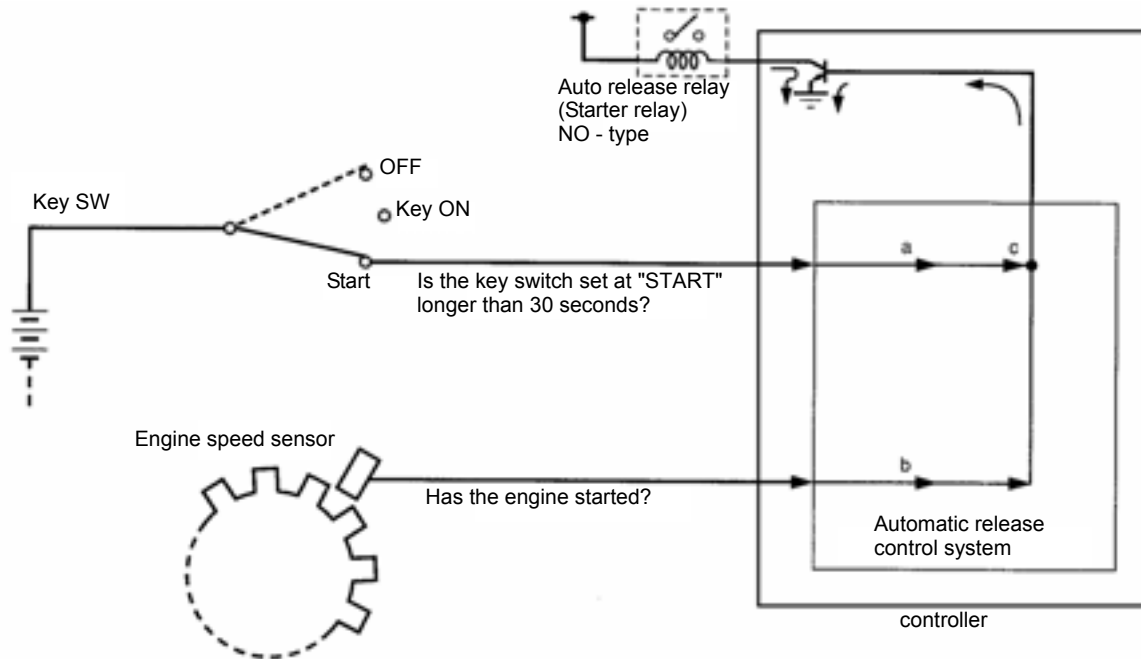 Auto release relay
(Starter relay)
NO - type
OFF
Key SW
Key ON
Start
Is the key switch set at "START"
longer than 30 seconds?
a
c
Engine speed sensor
Has the engine started?
b
Automatic release
control system
controller